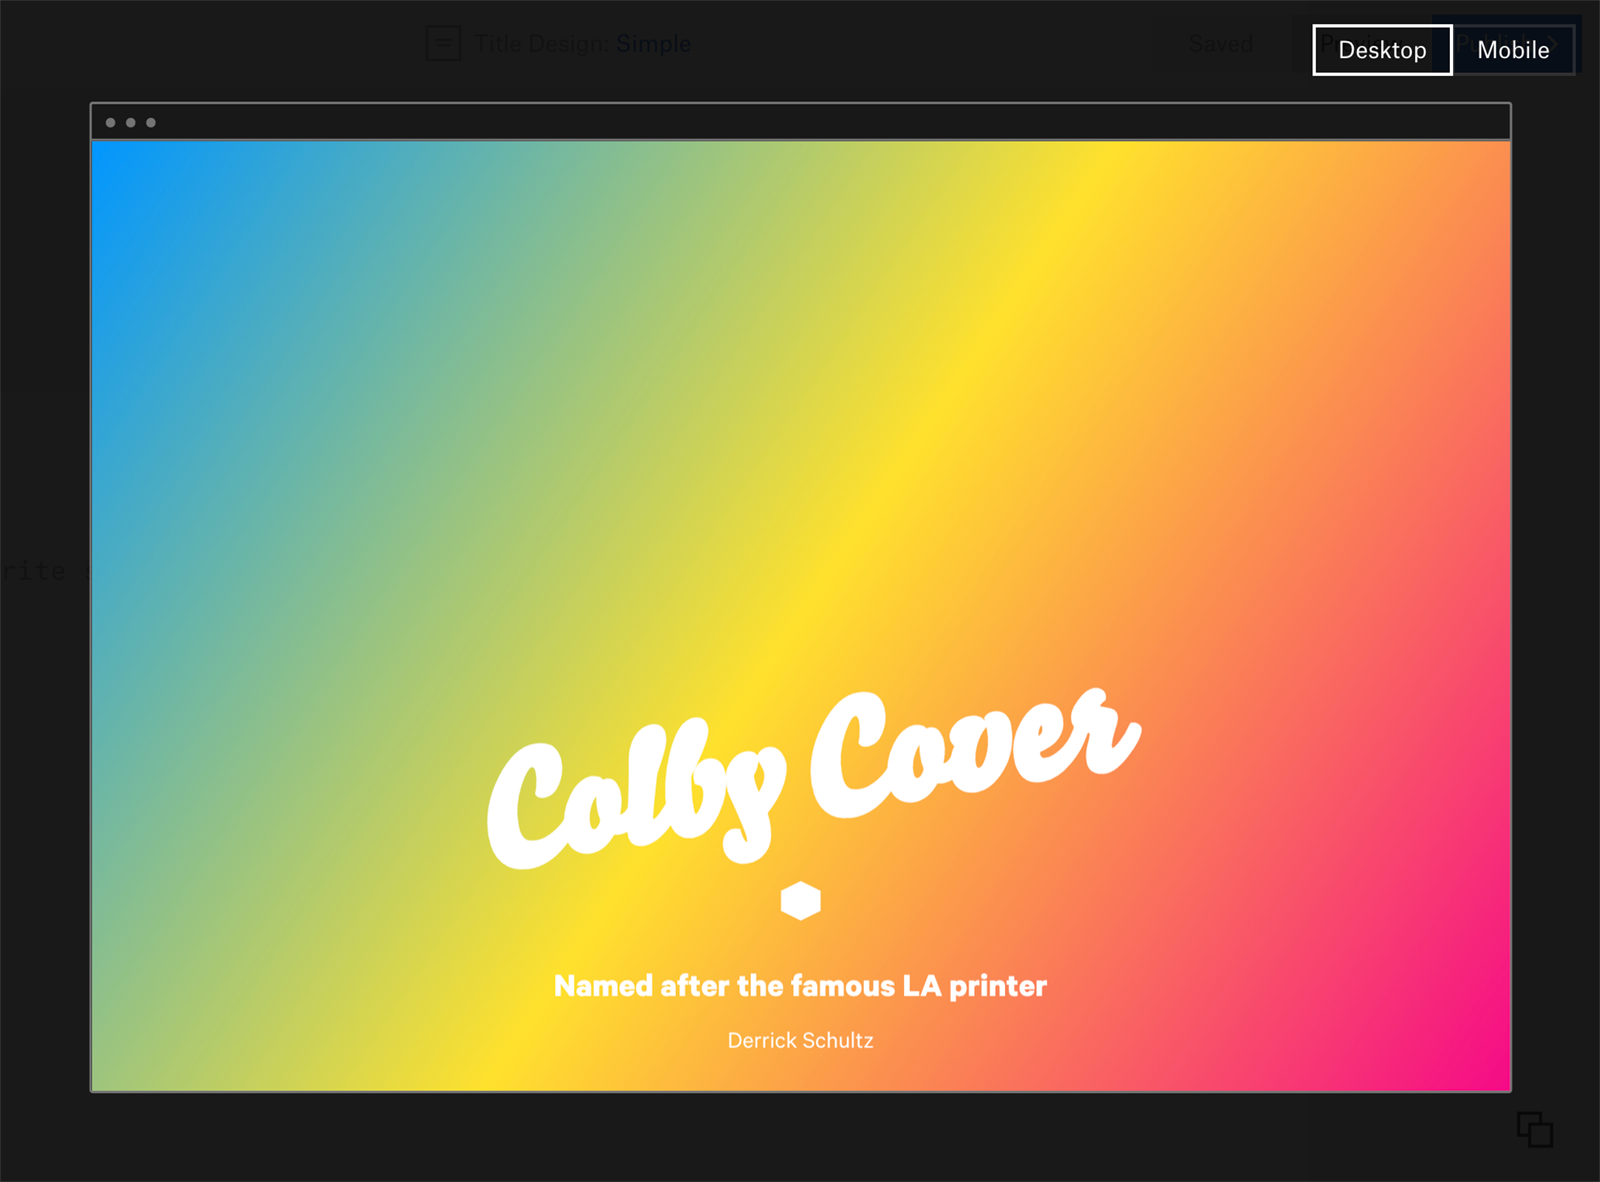 Title Design: Simple
Saved
Desktop
Mobile
rite
Colby Cover
Named after the famous LA printer
Derrick Schultz